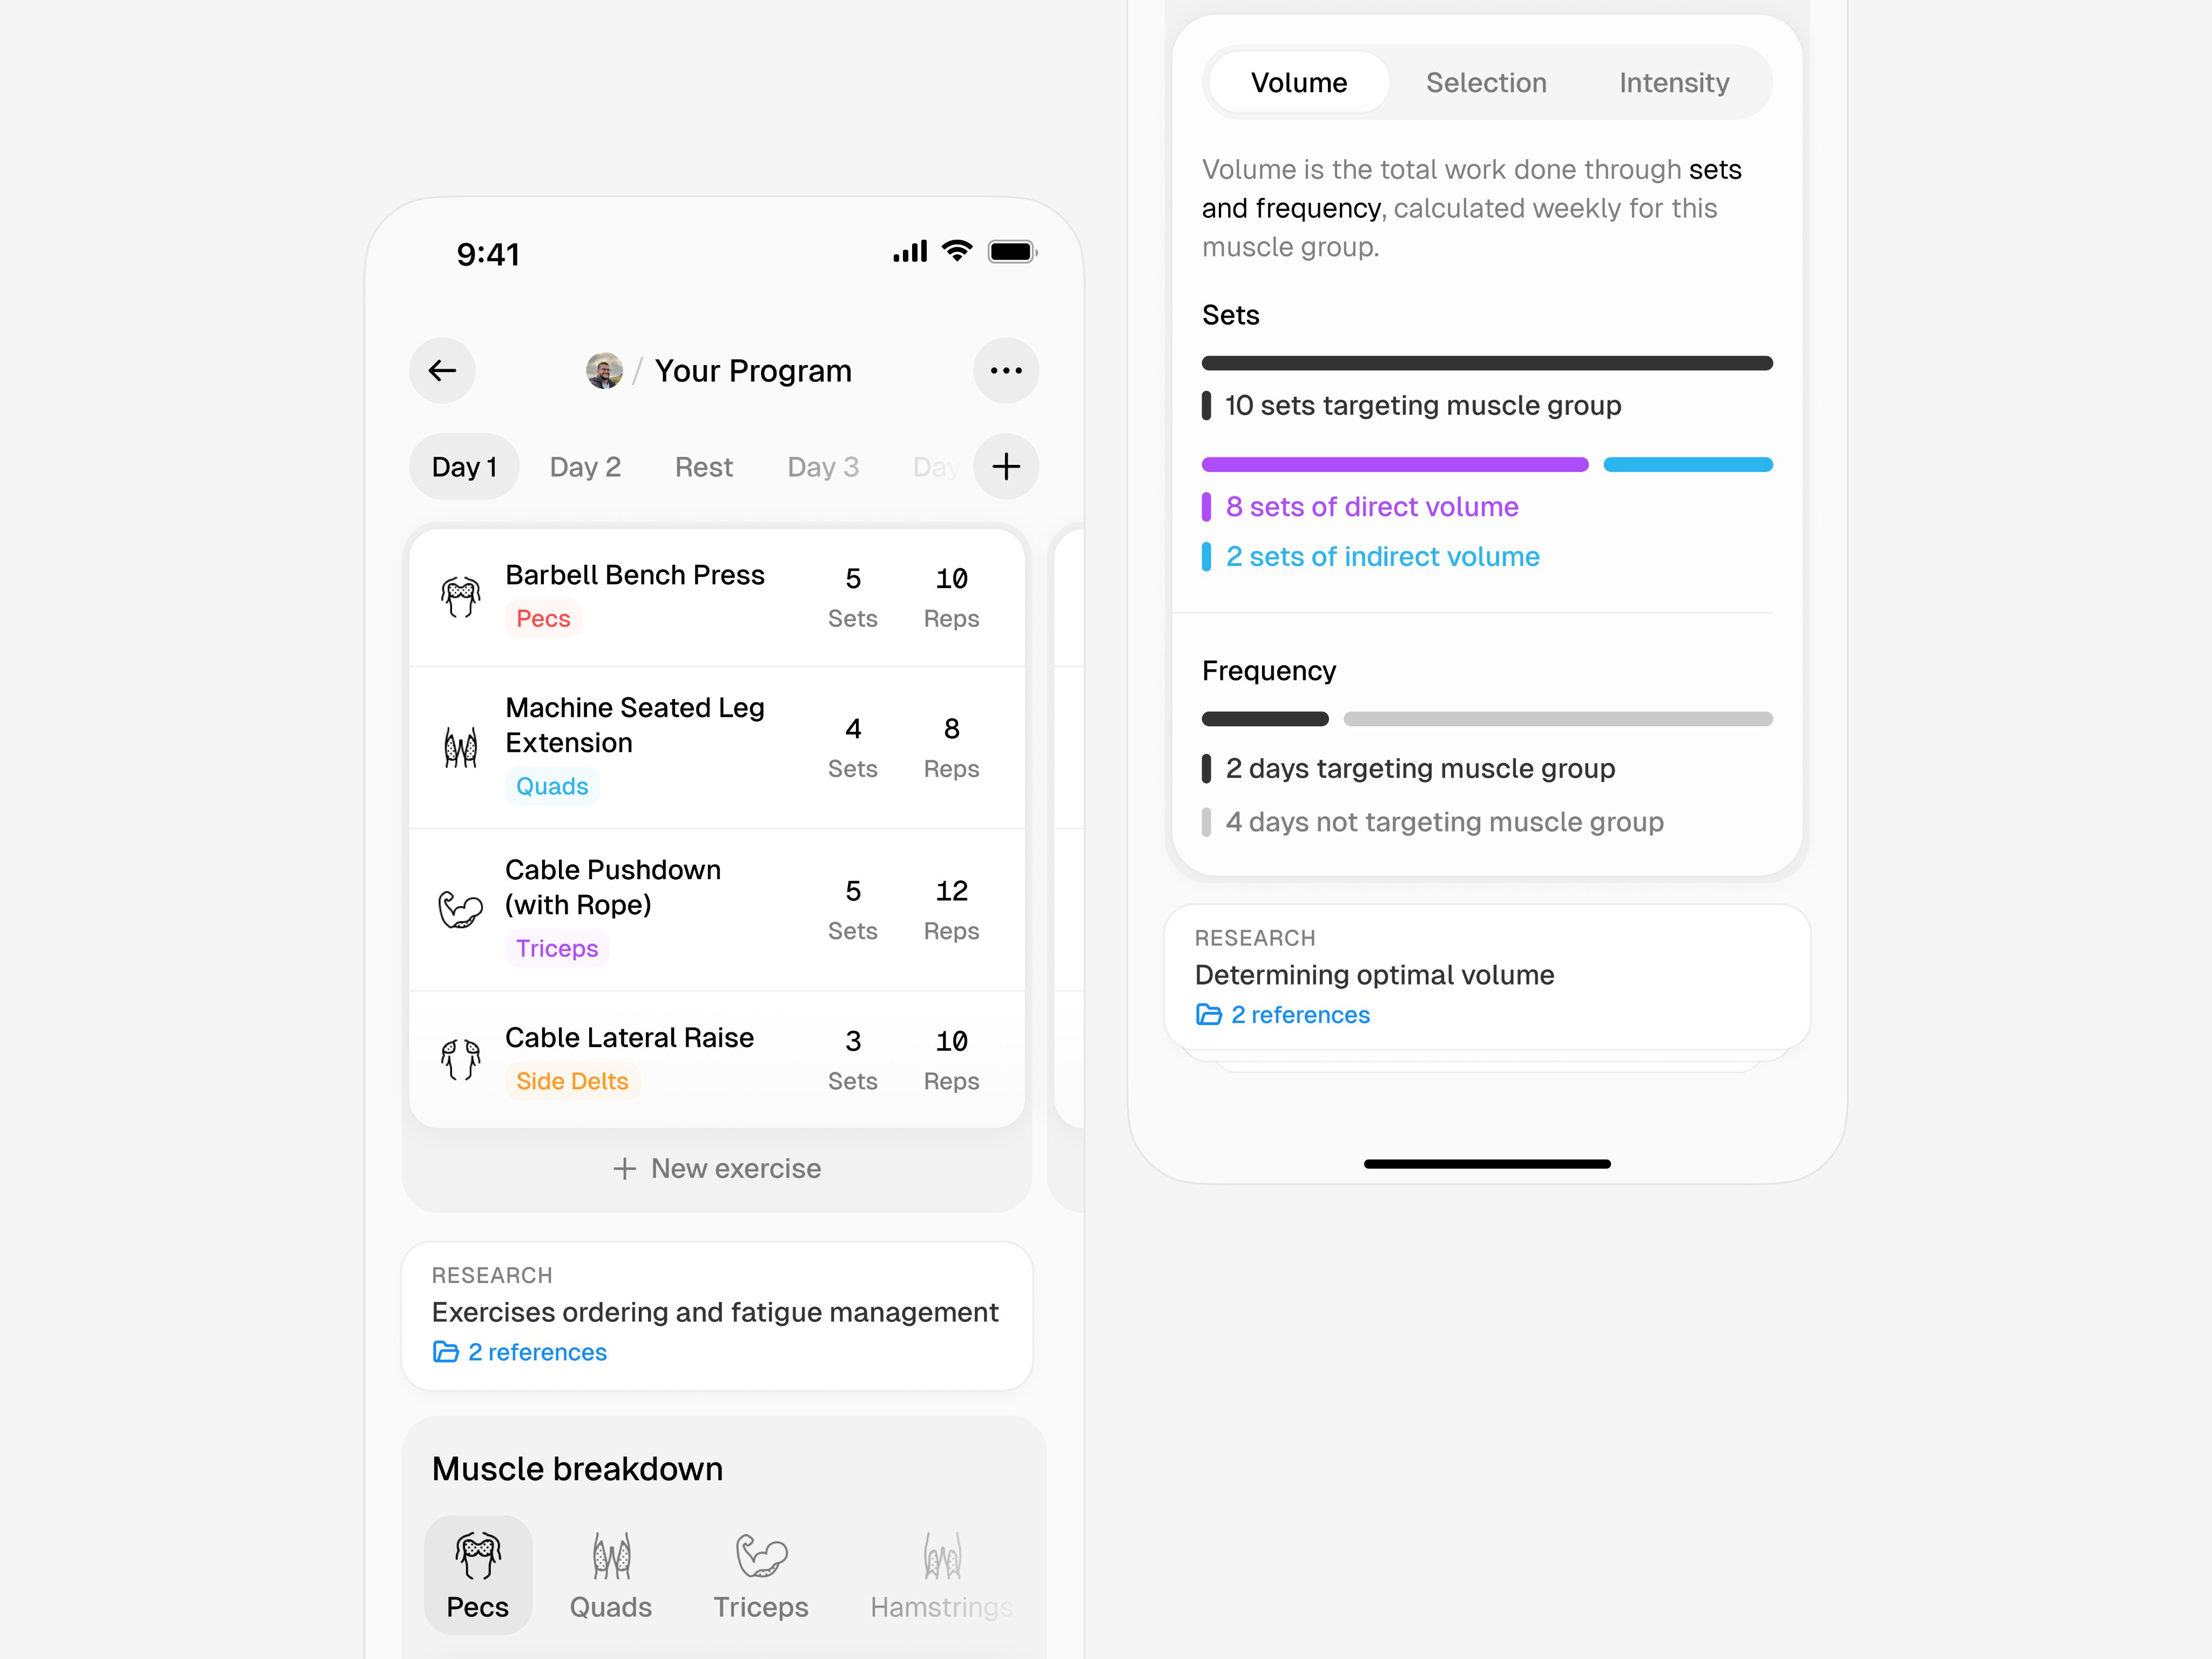 9:41
/ Your Program
Day 1 Day 2 Rest Day 3 Day
Barbell Bench Press
Pecs
5 Sets
10 Reps
Machine Seated Leg
Extension
Quads
4 Sets
8 Reps
Cable Pushdown
(with Rope)
Triceps
5 Sets
12 Reps
Cable Lateral Raise
Side Delts
3 Sets
10 Reps
+ New exercise
RESEARCH
Exercises ordering and fatigue management
2 references
Muscle breakdown
Pecs Quads Triceps Hamstrings
Volume Selection Intensity
Volume is the total work done through sets
and frequency, calculated weekly for this
muscle group.
Sets
10 sets targeting muscle group
8 sets of direct volume
2 sets of indirect volume
Frequency
2 days targeting muscle group
4 days not targeting muscle group
RESEARCH
Determining optimal volume
2 references